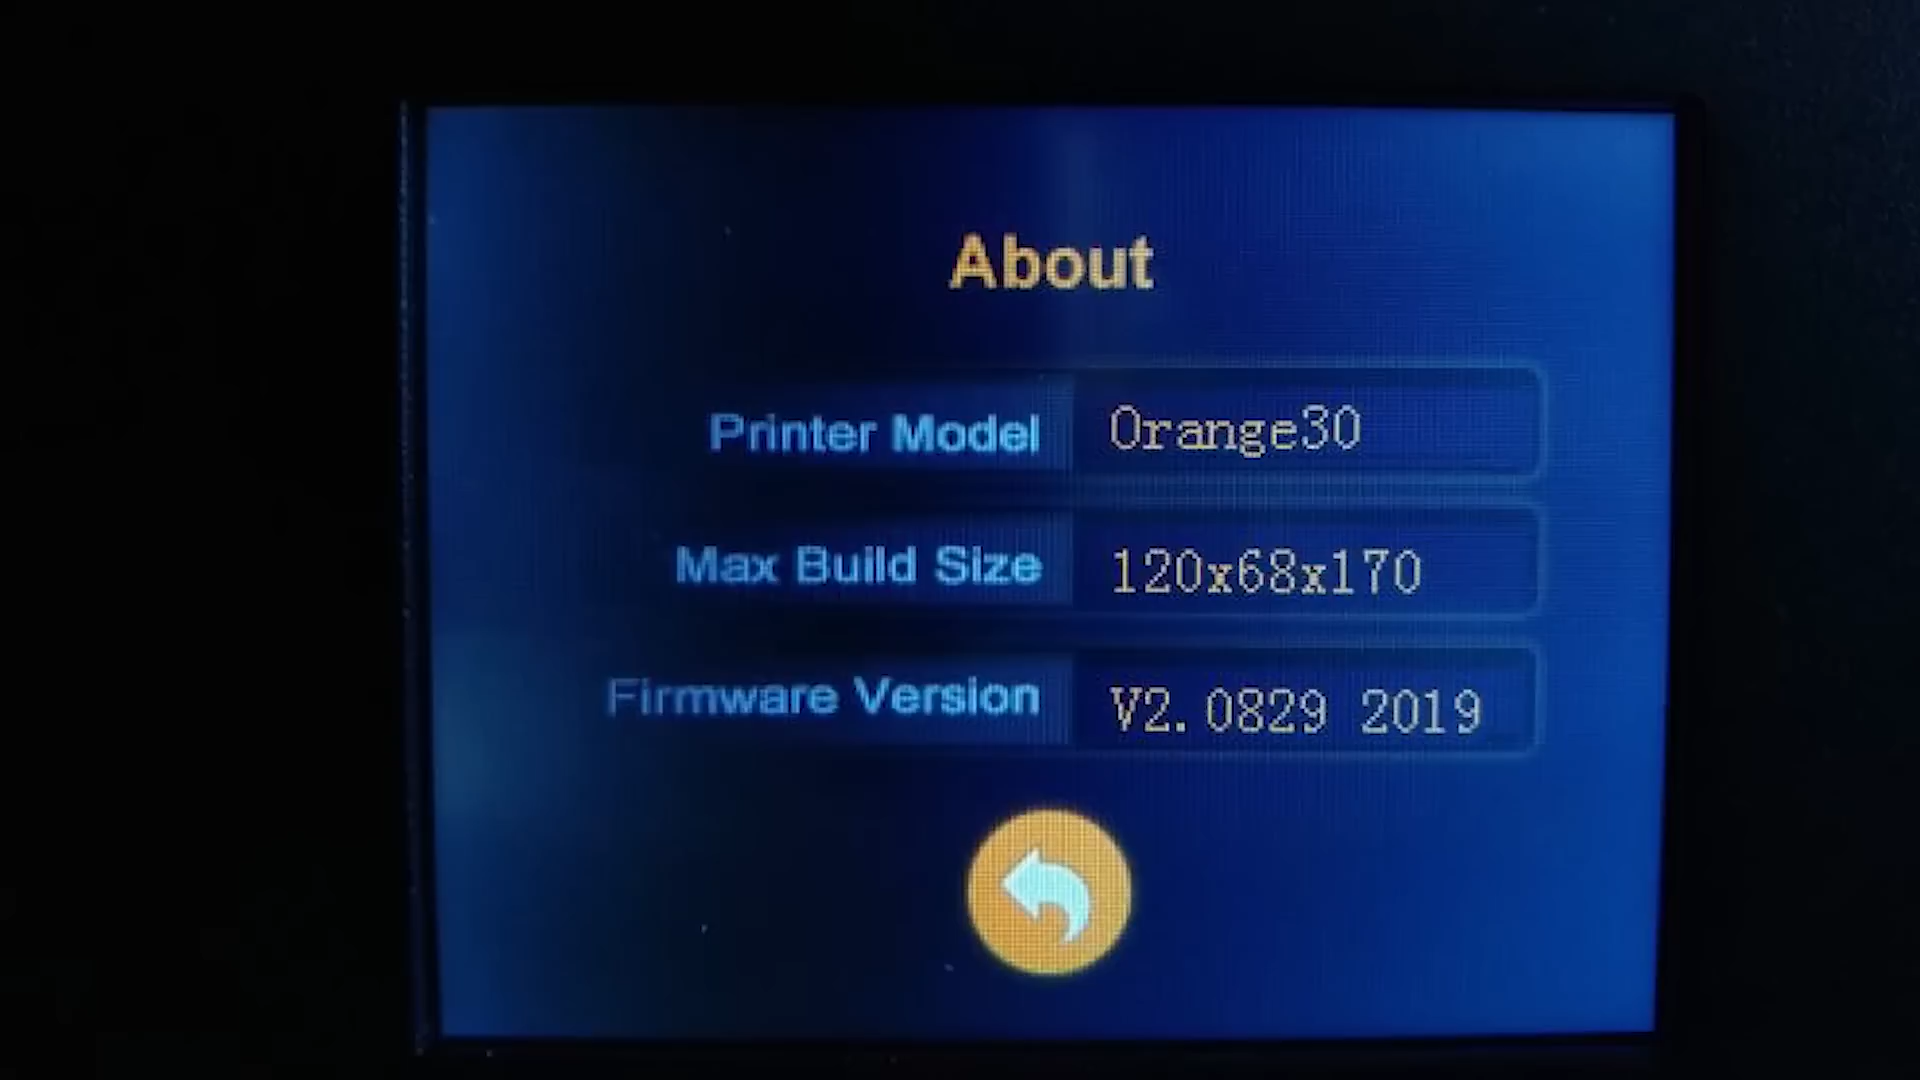 About
Printer Model Orange30
Max Build Size 120x68x170
Firmware Version V2.0829 2019